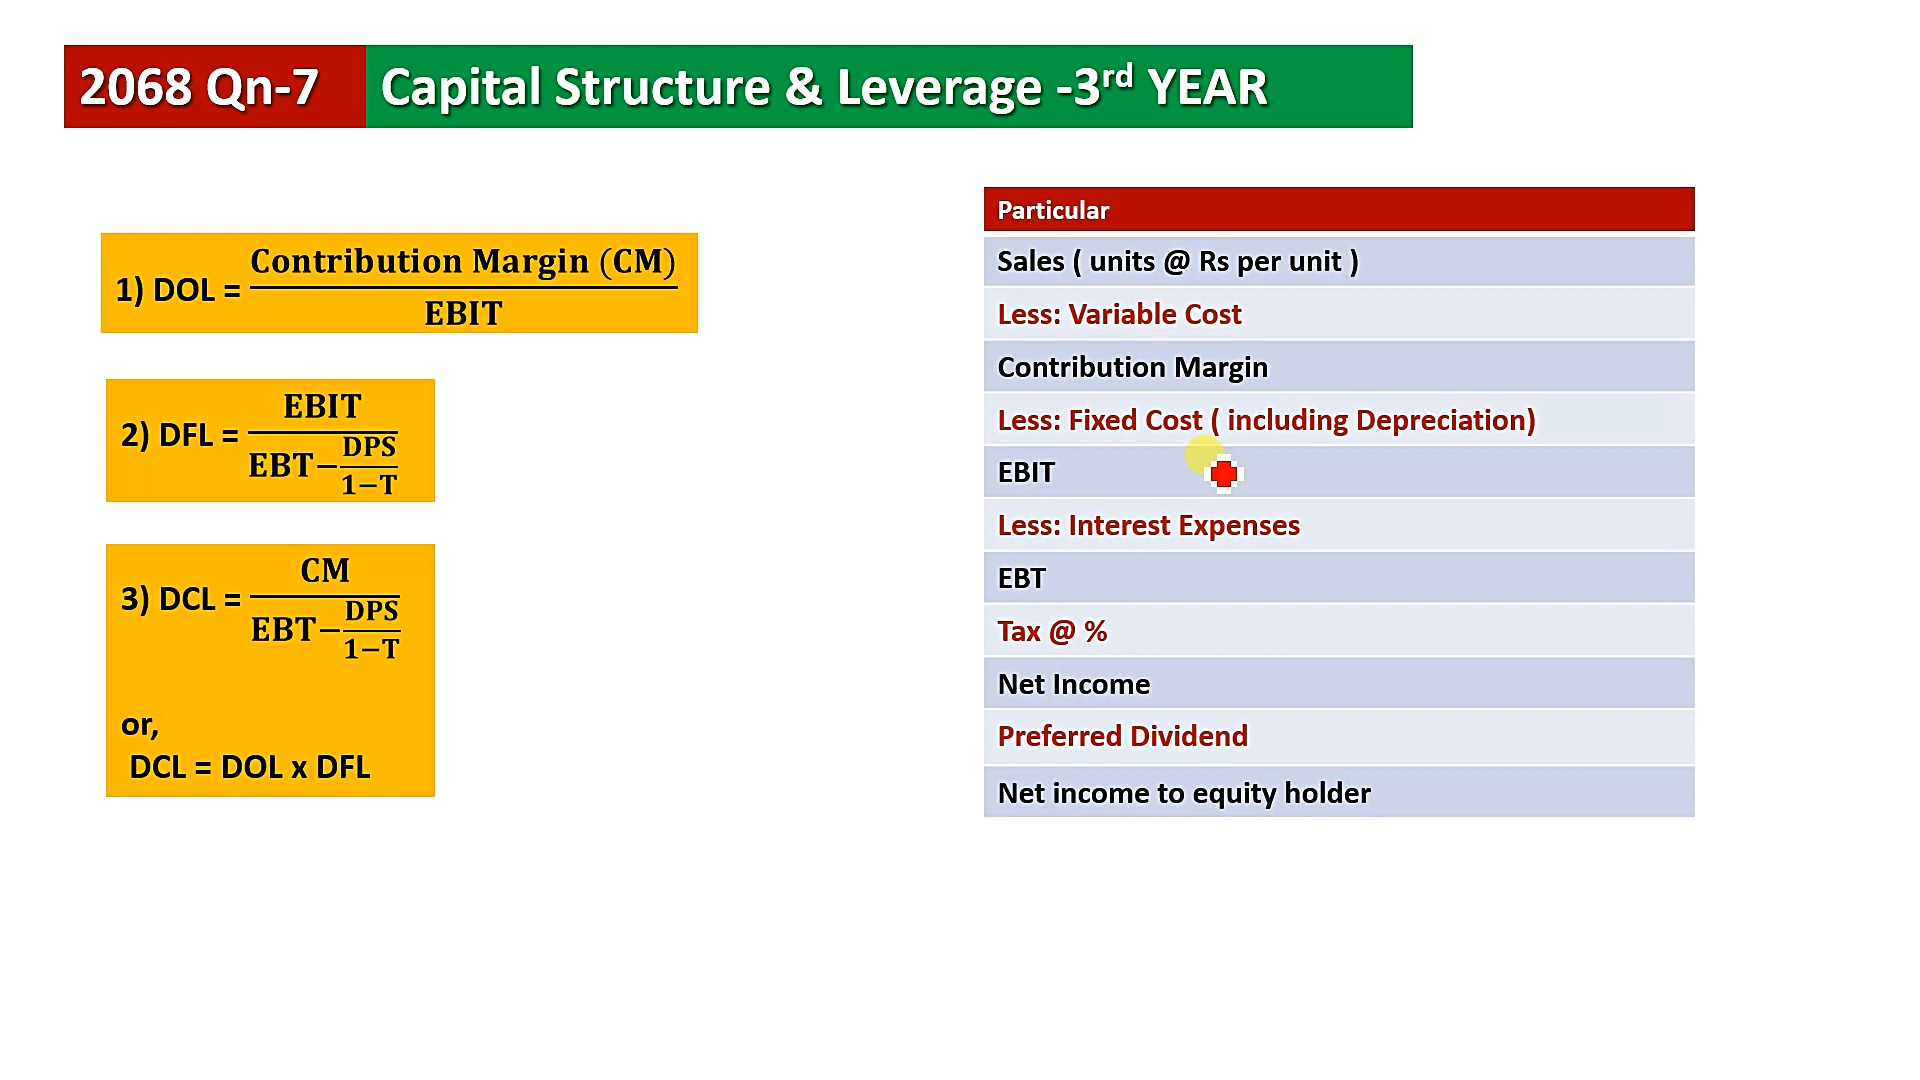 2068 Qn-7 Capital Structure & Leverage -3rd YEAR
1) DOL = Contribution Margin (CM) / EBIT
2) DFL = EBIT / EBT−DPS/1−T
3) DCL = CM / EBT−DPS/1−T
or,
DCL = DOL x DFL
Particular
Sales ( units @ Rs per unit )
Less: Variable Cost
Contribution Margin
Less: Fixed Cost ( including Depreciation)
EBIT
Less: Interest Expenses
EBT
Tax @ %
Net Income
Preferred Dividend
Net income to equity holder